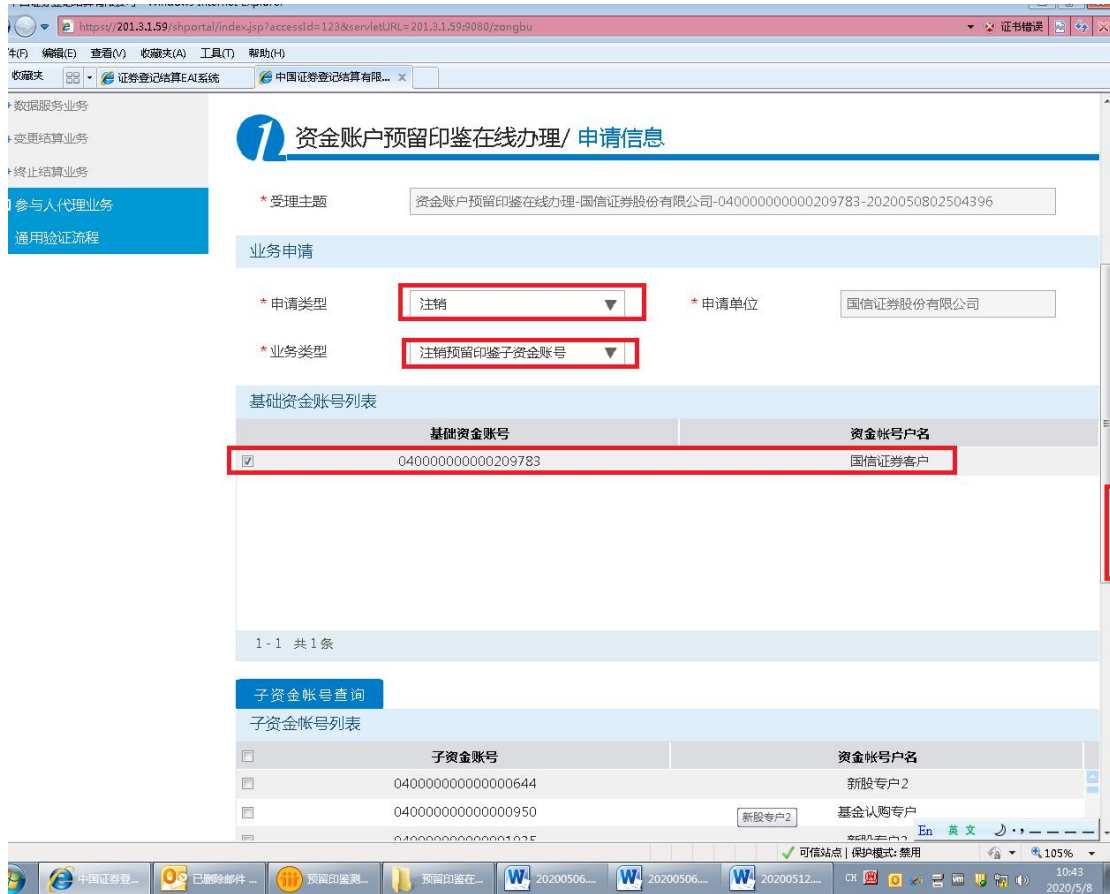 https://201.3.1.59/shportal/index.jsp?accessId=123&servletURL=201.3.1.59:9080/zongbu
证书错误
编辑(E) 查看(V) 收藏夹(A) 工具(T) 帮助(H)
收藏夹 证券登记结算EAI系统 中国证券登记结算有限... x
数据服务业务
变更结算业务
终止结算业务
参与人代理业务
通用验证流程
1 资金账户预留印鉴在线办理/ 申请信息
*受理主题 资金账户预留印鉴在线办理-国信证券股份有限公司-040000000000209783-2020050802504396
业务申请
*申请类型 注销 ▼ *申请单位 国信证券股份有限公司
*业务类型 注销预留印鉴子资金账号 ▼
基础资金账号列表
基础资金账号 资金帐号户名
040000000000209783 国信证券客户
1-1 共1条
子资金帐号查询
子资金帐号列表
子资金账号 资金帐号户名
040000000000000644 新股专户2
040000000000000950 新股专户2 基金认购专户
En 英 文
可信站点 | 保护模式: 禁用 105%
中国证券登... 已删除邮件 ... 预留印鉴测... 预留印鉴在... 20200506.... 20200506.... 20200512.... CH 10:43
2020/5/8